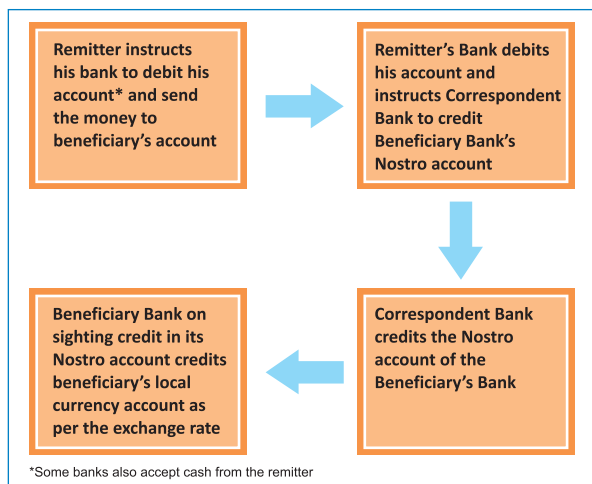 Remitter instructs
his bank to debit his
account* and send
the money to
beneficiary's account
Remitter's Bank debits
his account and
instructs Correspondent
Bank to credit
Beneficiary Bank's
Nostro account
Correspondent Bank
credits the Nostro
account of the
Beneficiary's Bank
Beneficiary Bank on
sighting credit in its
Nostro account credits
beneficiary's local
currency account as
per the exchange rate
*Some banks also accept cash from the remitter